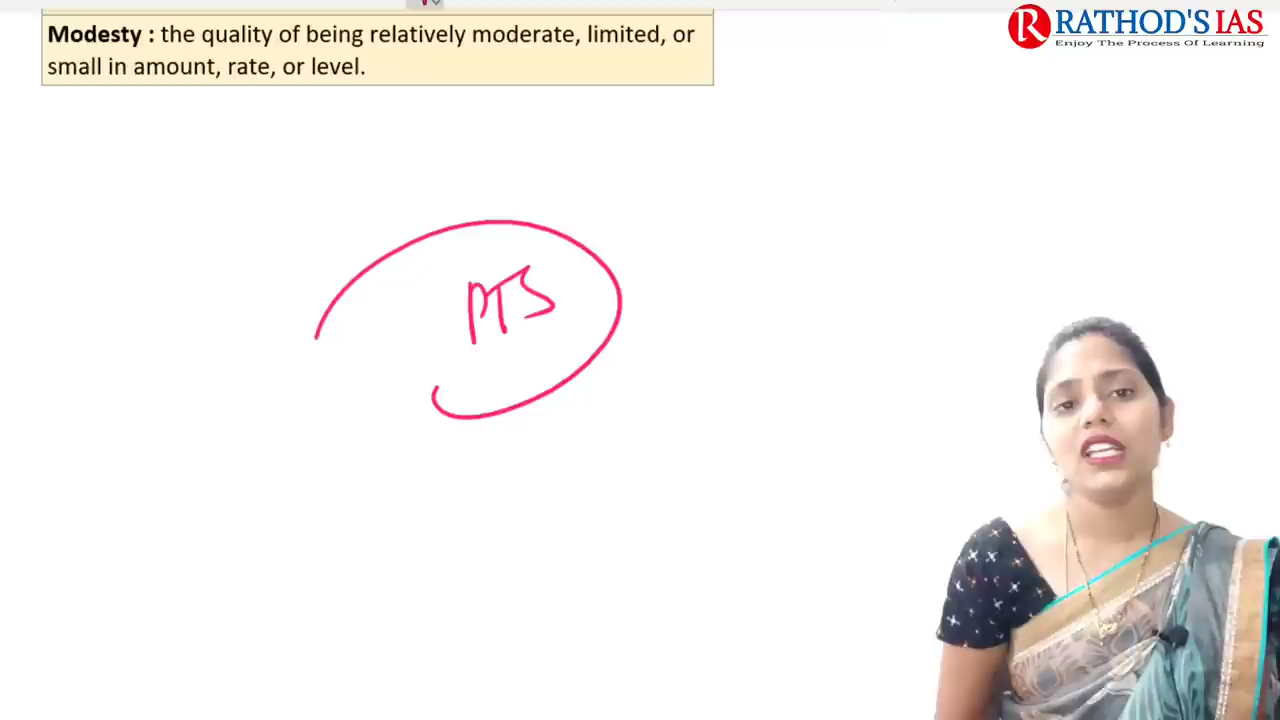 RATHOD'S IAS
Enjoy The Process Of Learning
Modesty : the quality of being relatively moderate, limited, or
small in amount, rate, or level.
PTS